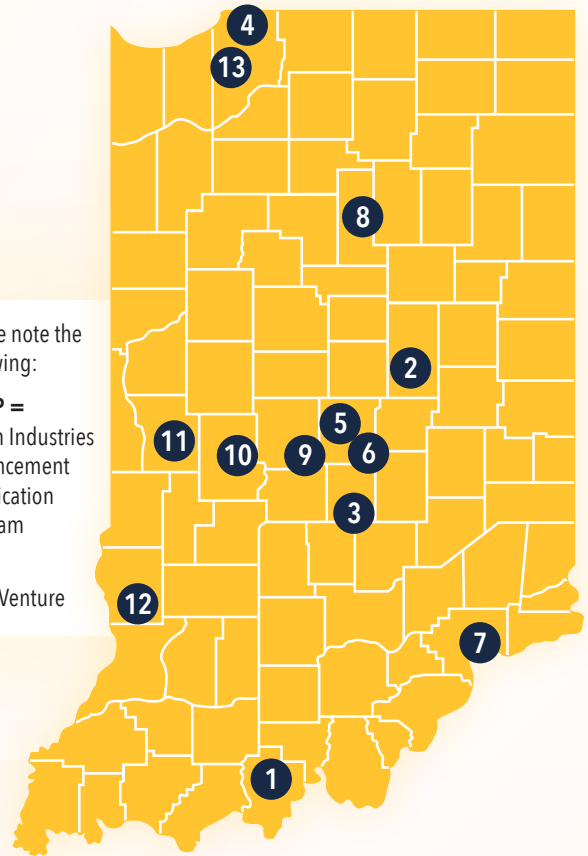 4
13
8
e note the
wing:
2
P =
n Industries
ncement
ication
am
5
11
10
9
6
3
Venture
12
7
1